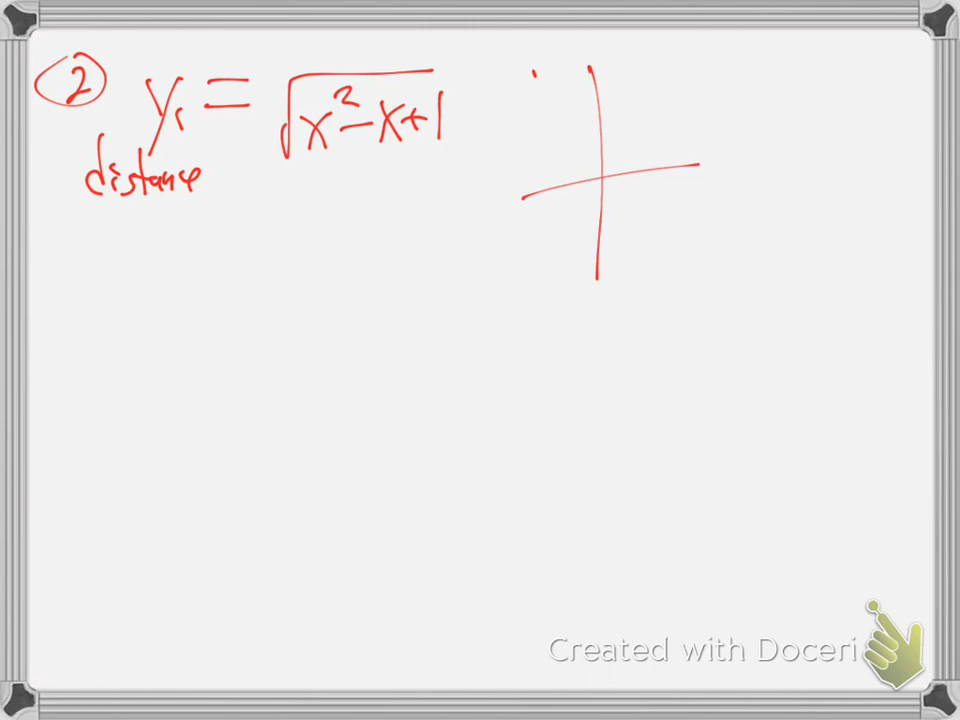 ② y₁ = √(x² - x + 1)
distance
Created with Doceri